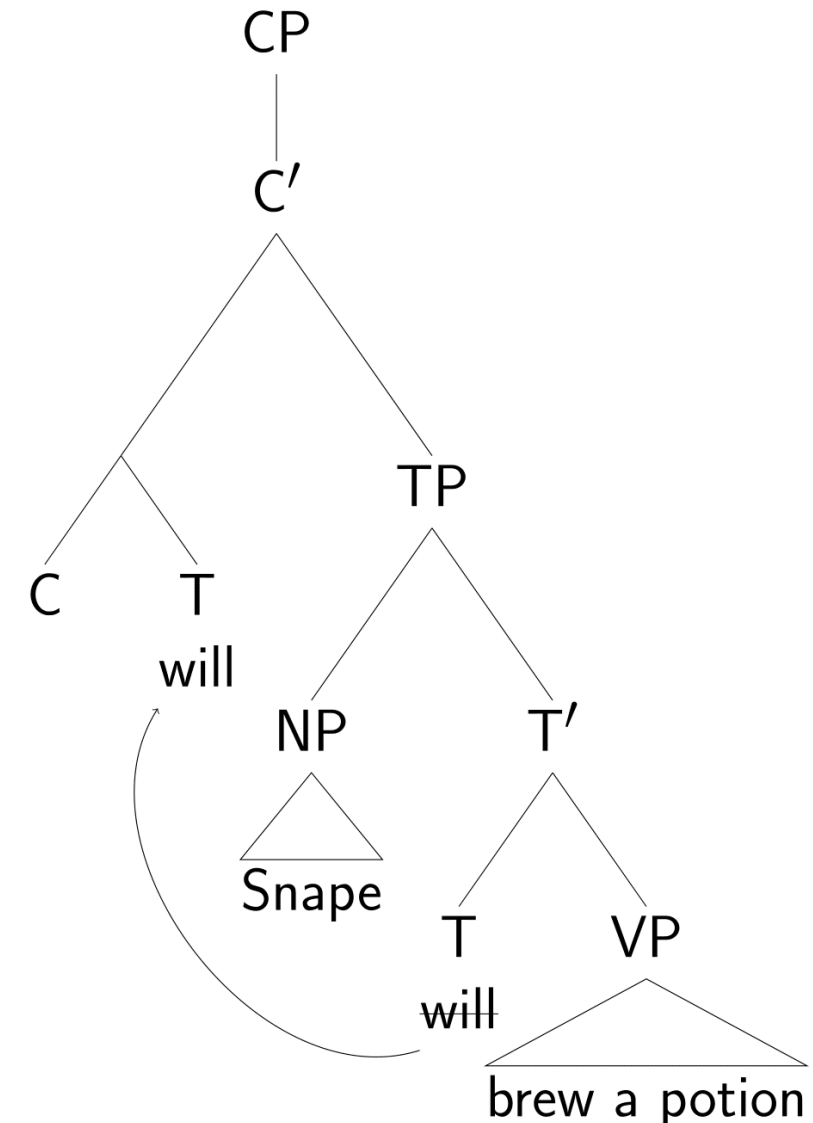 CP
C′
TP
C T
will
NP T′
Snape
T VP
will
brew a potion